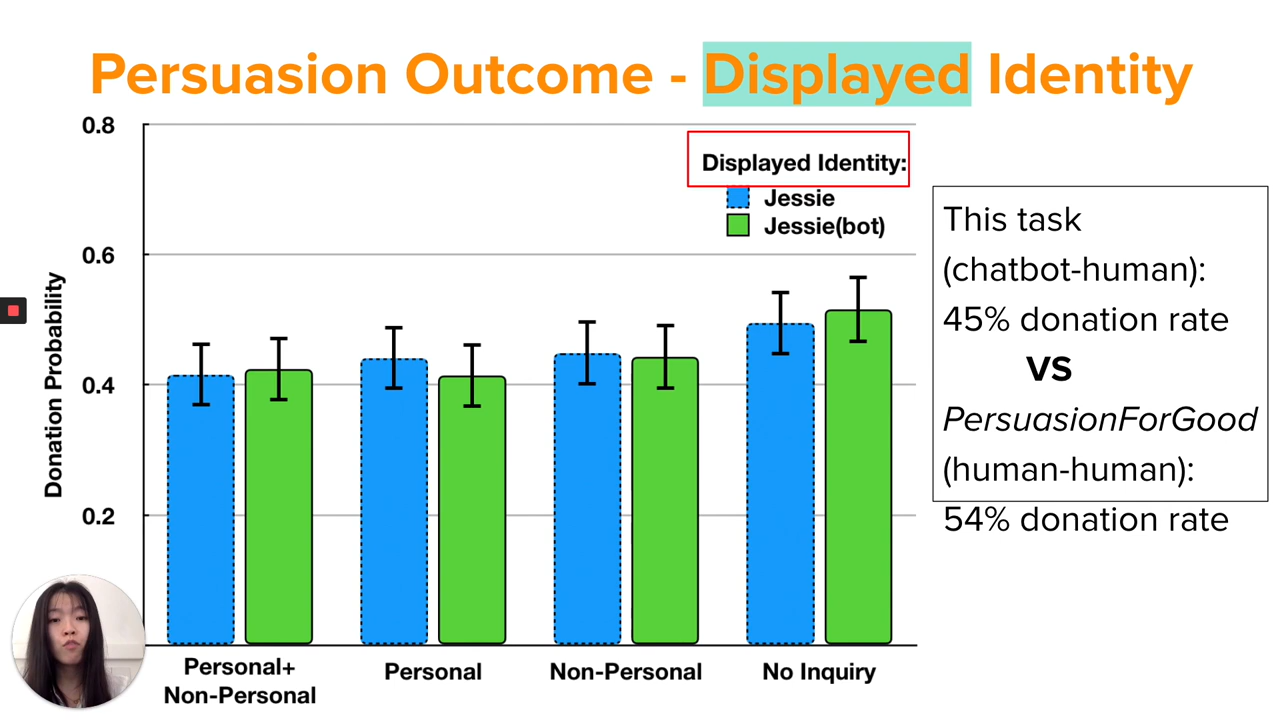 Persuasion Outcome - Displayed Identity
0.8
0.6
0.4
0.2
Donation Probability
Displayed Identity:
Jessie
Jessie(bot)
Personal+
Non-Personal
Personal
Non-Personal
No Inquiry
This task
(chatbot-human):
45% donation rate
VS
PersuasionForGood
(human-human):
54% donation rate